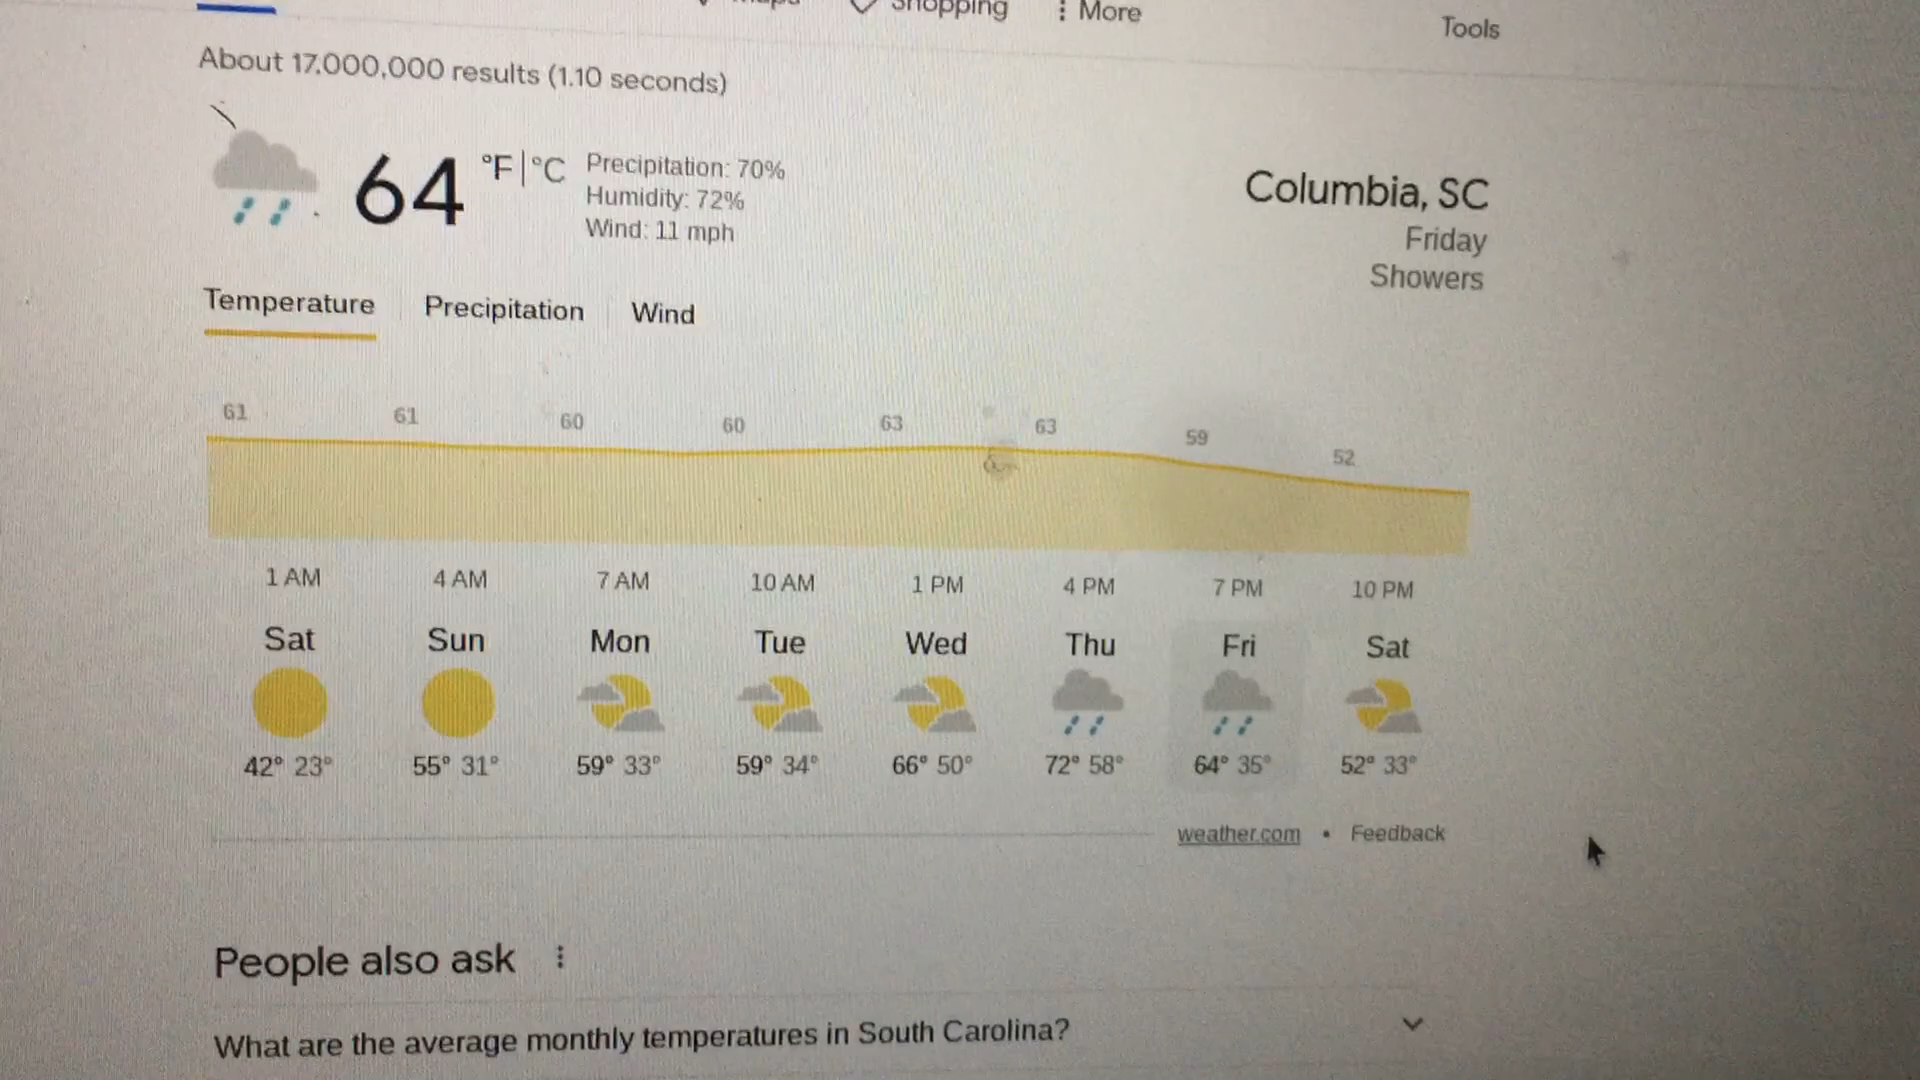 Shopping
More
Tools
About 17,000,000 results (1.10 seconds)
64 °F|°C
Precipitation: 70%
Humidity: 72%
Wind: 11 mph
Columbia, SC
Friday
Showers
Temperature Precipitation Wind
61 61 60 60 63 63 59 52
1 AM 4 AM 7 AM 10 AM 1 PM 4 PM 7 PM 10 PM
Sat Sun Mon Tue Wed Thu Fri Sat
42° 23° 55° 31° 59° 33° 59° 34° 66° 50° 72° 58° 64° 35° 52° 33°
weather.com • Feedback
People also ask
What are the average monthly temperatures in South Carolina?